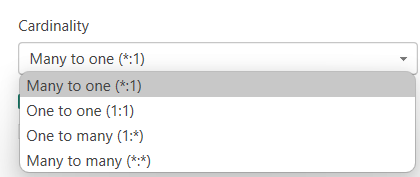 Cardinality
Many to one (*:1)
Many to one (*:1)
One to one (1:1)
One to many (1:*)
Many to many (*:*)